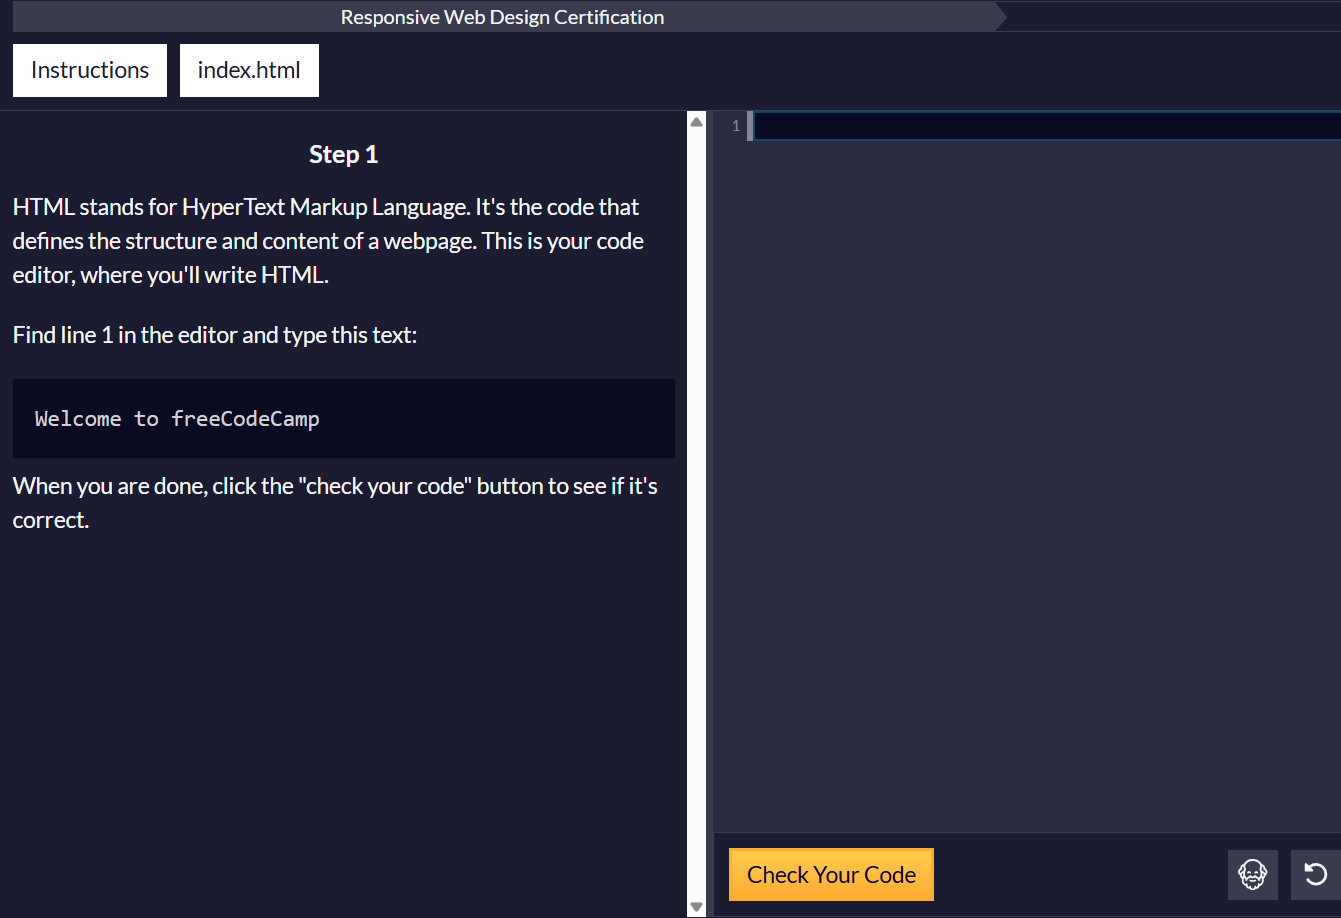 Responsive Web Design Certification
Instructions
index.html
Step 1
HTML stands for HyperText Markup Language. It's the code that
defines the structure and content of a webpage. This is your code
editor, where you'll write HTML.
Find line 1 in the editor and type this text:
Welcome to freeCodeCamp
When you are done, click the "check your code" button to see if it's
correct.
1
Check Your Code